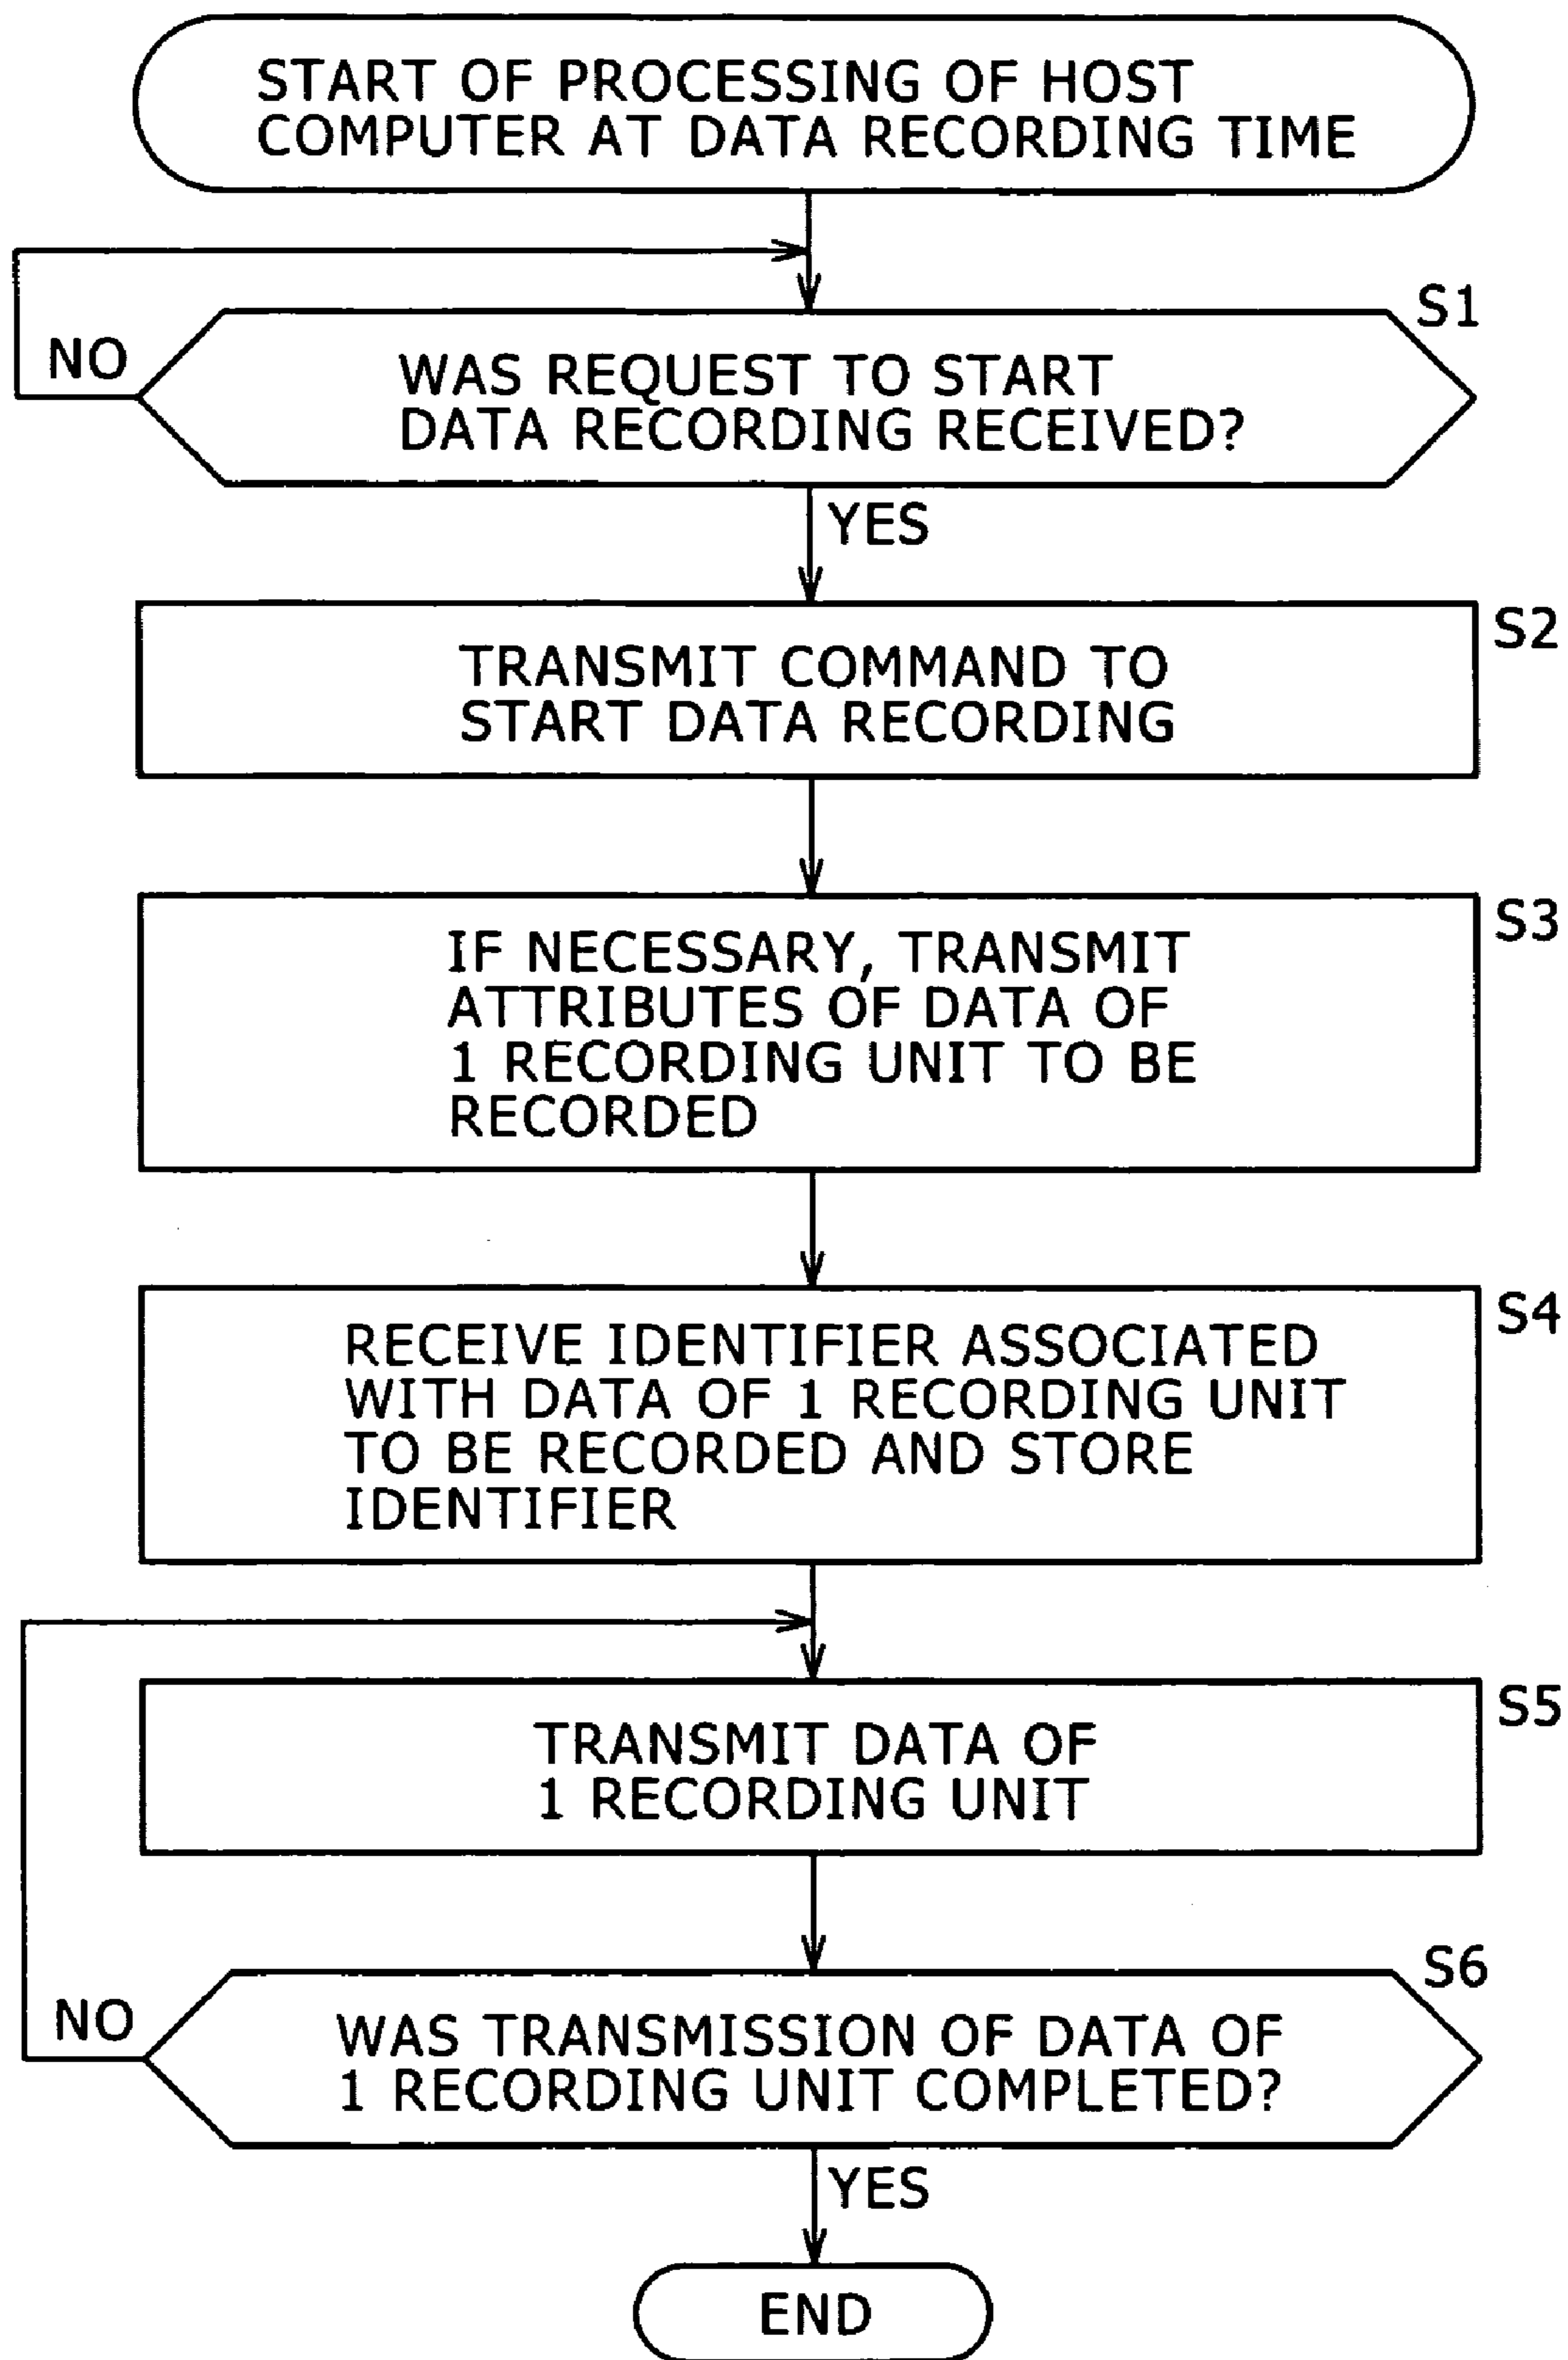 START OF PROCESSING OF HOST
COMPUTER AT DATA RECORDING TIME
S1
NO
WAS REQUEST TO START
DATA RECORDING RECEIVED?
YES
S2
TRANSMIT COMMAND TO
START DATA RECORDING
S3
IF NECESSARY, TRANSMIT
ATTRIBUTES OF DATA OF
1 RECORDING UNIT TO BE
RECORDED
S4
RECEIVE IDENTIFIER ASSOCIATED
WITH DATA OF 1 RECORDING UNIT
TO BE RECORDED AND STORE
IDENTIFIER
S5
TRANSMIT DATA OF
1 RECORDING UNIT
S6
NO
WAS TRANSMISSION OF DATA OF
1 RECORDING UNIT COMPLETED?
YES
END